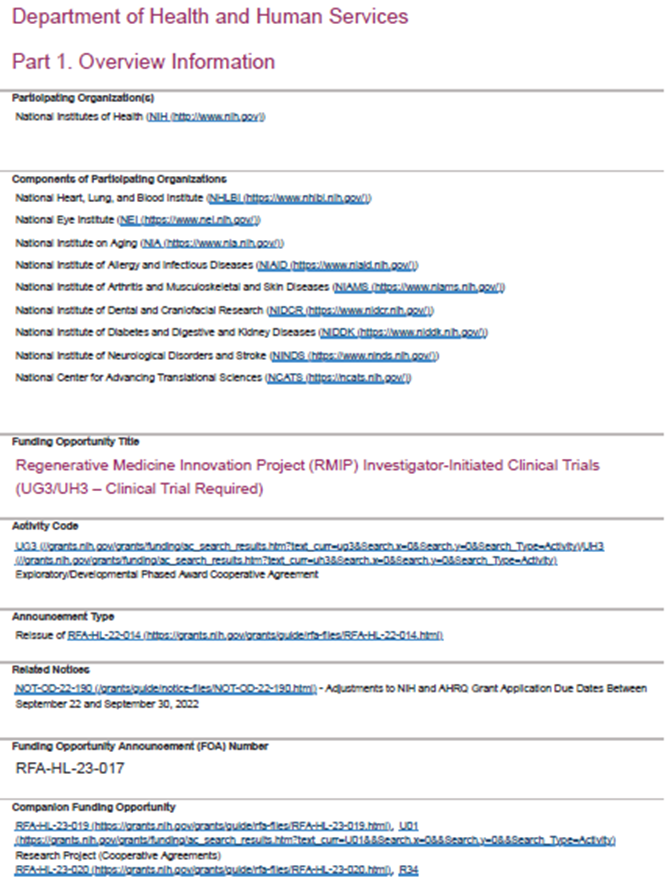 Department of Health and Human Services
Part 1. Overview Information
Participating Organization(s)
National Institutes of Health (NIH (http://www.nih.gov))
Components of Participating Organizations
National Heart, Lung, and Blood Institute (NHLBI (https://www.nhlbi.nih.gov/))
National Eye Institute (NEI (https://www.nei.nih.gov/))
National Institute on Aging (NIA (https://www.nia.nih.gov/))
National Institute of Allergy and Infectious Diseases (NIAID (https://www.niaid.nih.gov/))
National Institute of Arthritis and Musculoskeletal and Skin Diseases (NIAMS (https://www.niams.nih.gov/))
National Institute of Dental and Craniofacial Research (NIDCR (https://www.nidcr.nih.gov/))
National Institute of Diabetes and Digestive and Kidney Diseases (NIDDK (https://www.niddk.nih.gov/))
National Institute of Neurological Disorders and Stroke (NINDS (https://www.ninds.nih.gov/))
National Center for Advancing Translational Sciences (NCATS (https://ncats.nih.gov/))
Funding Opportunity Title
Regenerative Medicine Innovation Project (RMIP) Investigator-Initiated Clinical Trials
(UG3/UH3 – Clinical Trial Required)
Activity Code
UG3 (//grants.nih.gov/grants/funding/ac_search_results.htm?text_curr=ug3&Search.x=0&Search.y=0&Search_Type=Activity)/UH3
(//grants.nih.gov/grants/funding/ac_search_results.htm?text_curr=uh3&Search.x=0&Search.y=0&Search_Type=Activity)
Exploratory/Developmental Phased Award Cooperative Agreement
Announcement Type
Reissue of RFA-HL-22-014 (https://grants.nih.gov/grants/guide/rfa-files/RFA-HL-22-014.html)
Related Notices
NOT-OD-22-190 (/grants/guide/notice-files/NOT-OD-22-190.html) - Adjustments to NIH and AHRQ Grant Application Due Dates Between
September 22 and September 30, 2022
Funding Opportunity Announcement (FOA) Number
RFA-HL-23-017
Companion Funding Opportunity
RFA-HL-23-019 (https://grants.nih.gov/grants/guide/rfa-files/RFA-HL-23-019.html), U01
(https://grants.nih.gov/grants/funding/ac_search_results.htm?text_curr=U01&&Search.x=0&&Search.y=0&&Search_Type=Activity)
Research Project (Cooperative Agreements)
RFA-HL-23-020 (https://grants.nih.gov/grants/guide/rfa-files/RFA-HL-23-020.html), R34